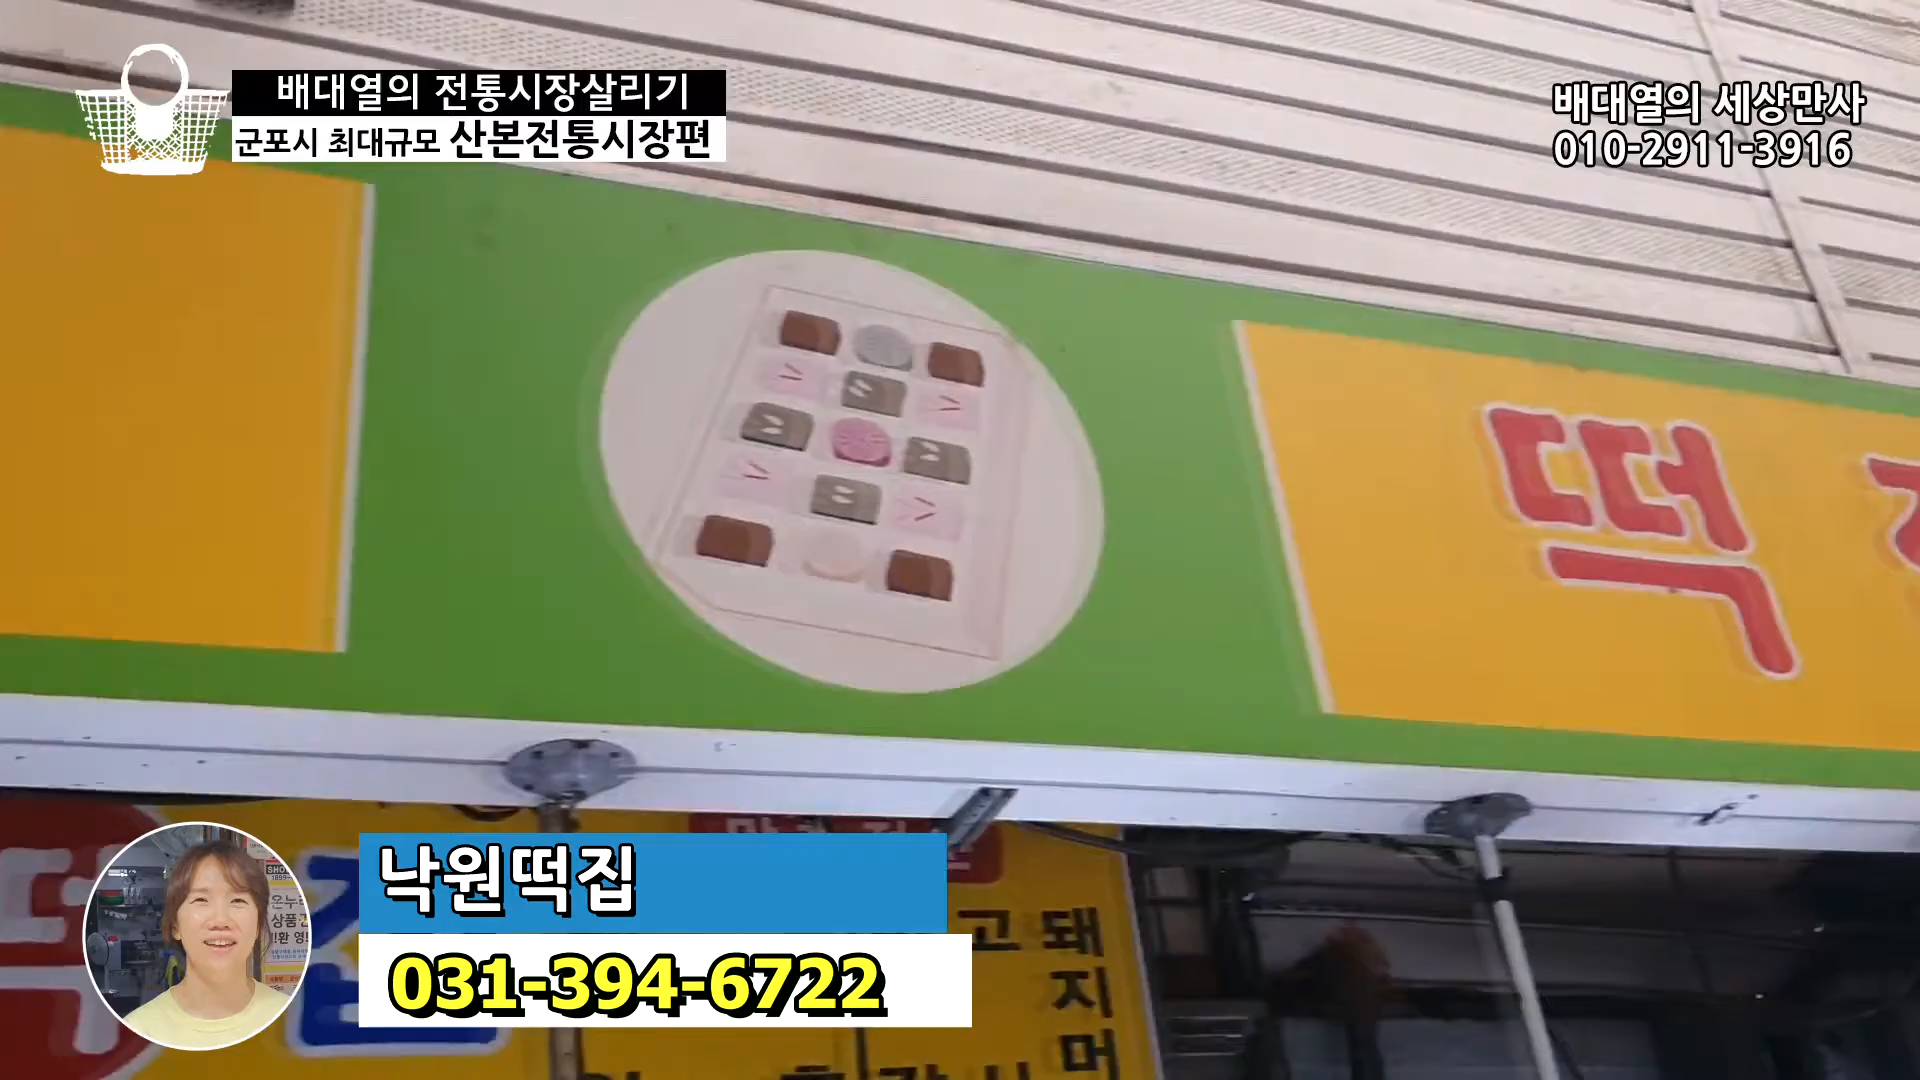 배대열의 전통시장살리기
군포시 최대규모 산본전통시장편
배대열의 세상만사
010-2911-3916
떡
낙원떡집
031-394-6722
고
돼지머